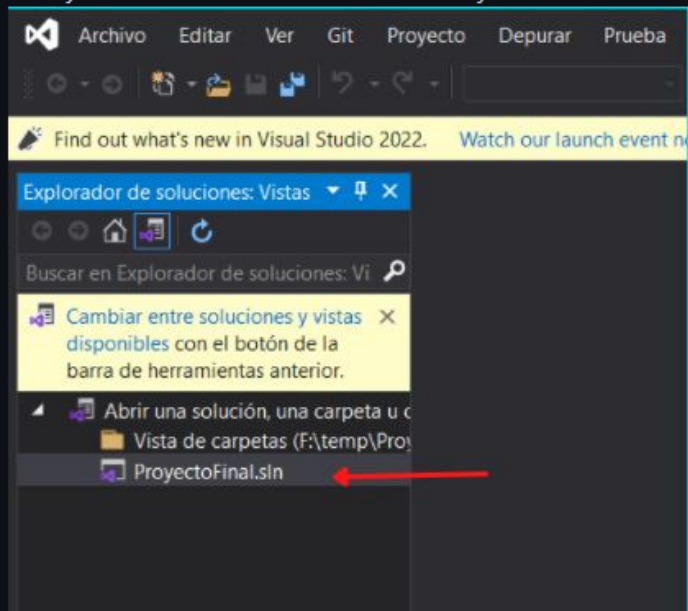 Archivo Editar Ver Git Proyecto Depurar Prueba
Find out what's new in Visual Studio 2022. Watch our launch event
Explorador de soluciones: Vistas
Buscar en Explorador de soluciones: Vi
Cambiar entre soluciones y vistas
disponibles con el botón de la
barra de herramientas anterior.
Abrir una solución, una carpeta u
Vista de carpetas (F:\temp\Proy
ProyectoFinal.sln